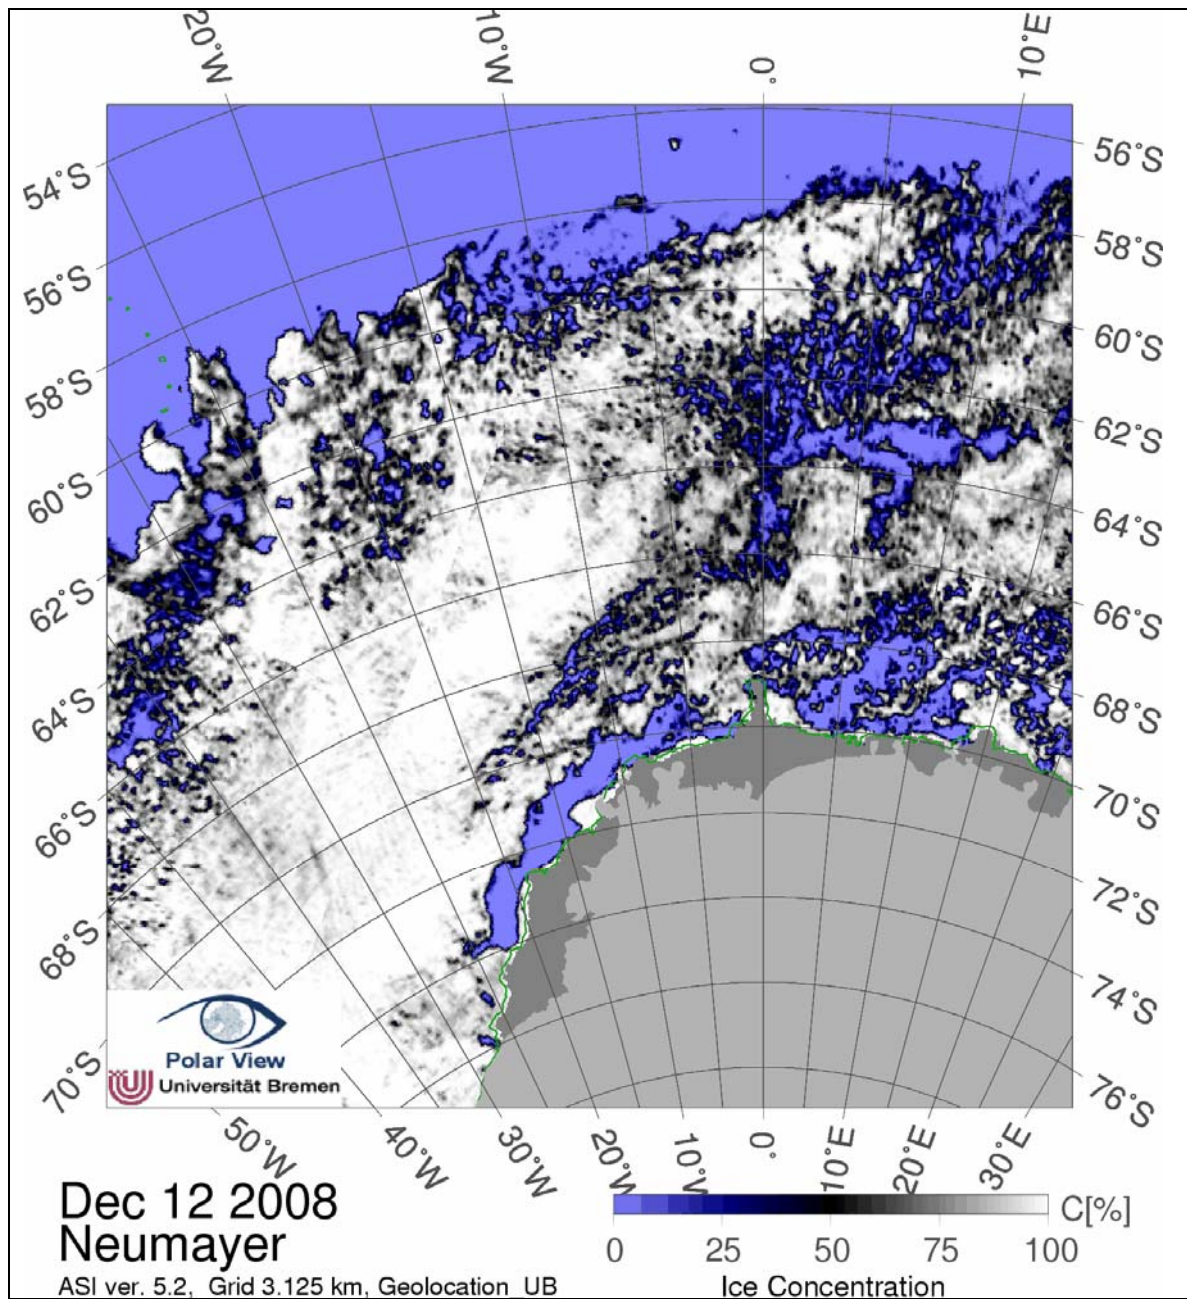 20°W 10°W 0° 10°E
54°S
56°S
58°S
60°S
62°S
64°S
66°S
68°S
70°S
56°S
58°S
60°S
62°S
64°S
66°S
68°S
70°S
72°S
74°S
76°S
50°W 40°W 30°W 20°W 10°W 0° 10°E 20°E 30°E
Polar View
Universität Bremen
Dec 12 2008
Neumayer
ASI ver. 5.2, Grid 3.125 km, Geolocation_UB
C[%]
0 25 50 75 100
Ice Concentration